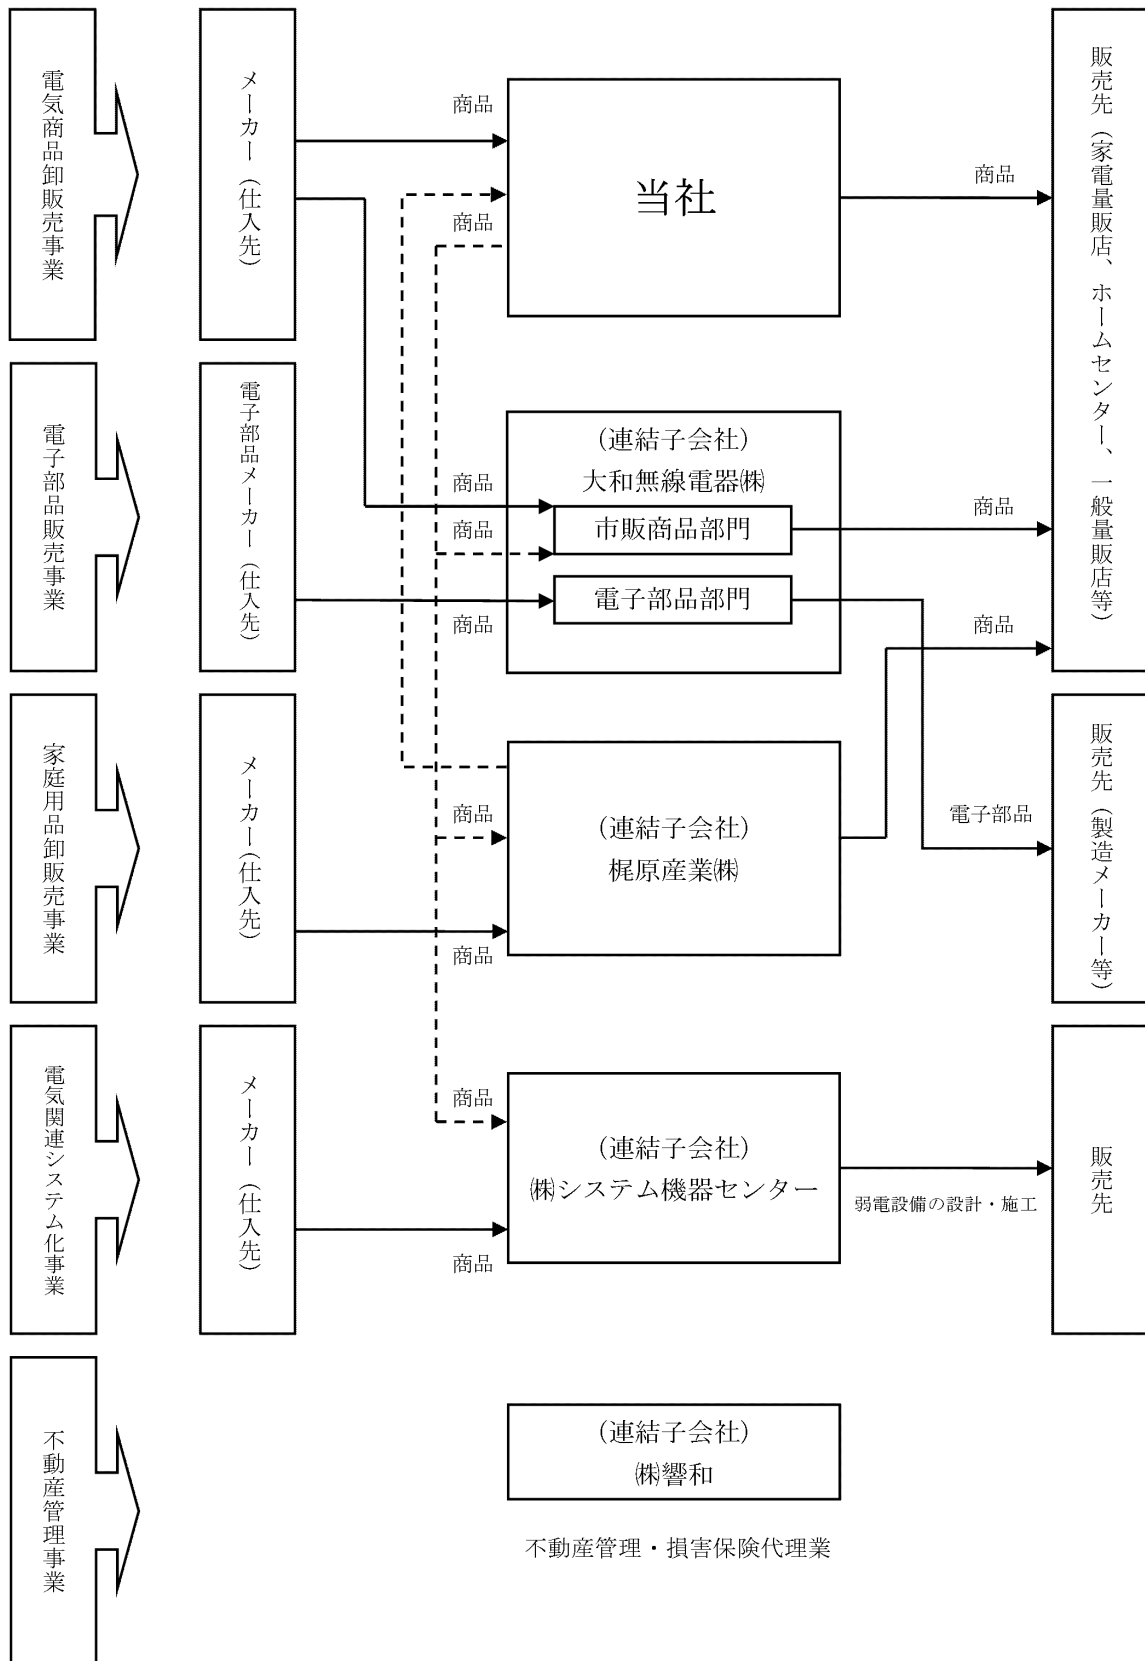 電気商品卸販売事業
メーカー（仕入先）
商品
当社
商品
商品
販売先（家電量販店、ホームセンター、一般量販店等）
電子部品販売事業
電子部品メーカー（仕入先）
（連結子会社）
大和無線電器㈱
商品
市販商品部門
商品
商品
電子部品部門
商品
商品
家庭用品卸販売事業
メーカー（仕入先）
商品
（連結子会社）
梶原産業㈱
商品
電子部品
販売先（製造メーカー等）
電気関連システム化事業
メーカー（仕入先）
商品
（連結子会社）
㈱システム機器センター
商品
弱電設備の設計・施工
販売先
不動産管理事業
（連結子会社）
㈱響和
不動産管理・損害保険代理業